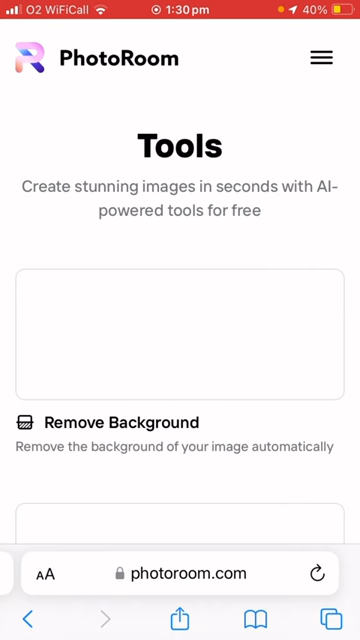 O2 WiFiCall 1:30 pm 40%
PhotoRoom
Tools
Create stunning images in seconds with AI-
powered tools for free
Remove Background
Remove the background of your image automatically
AA photoroom.com